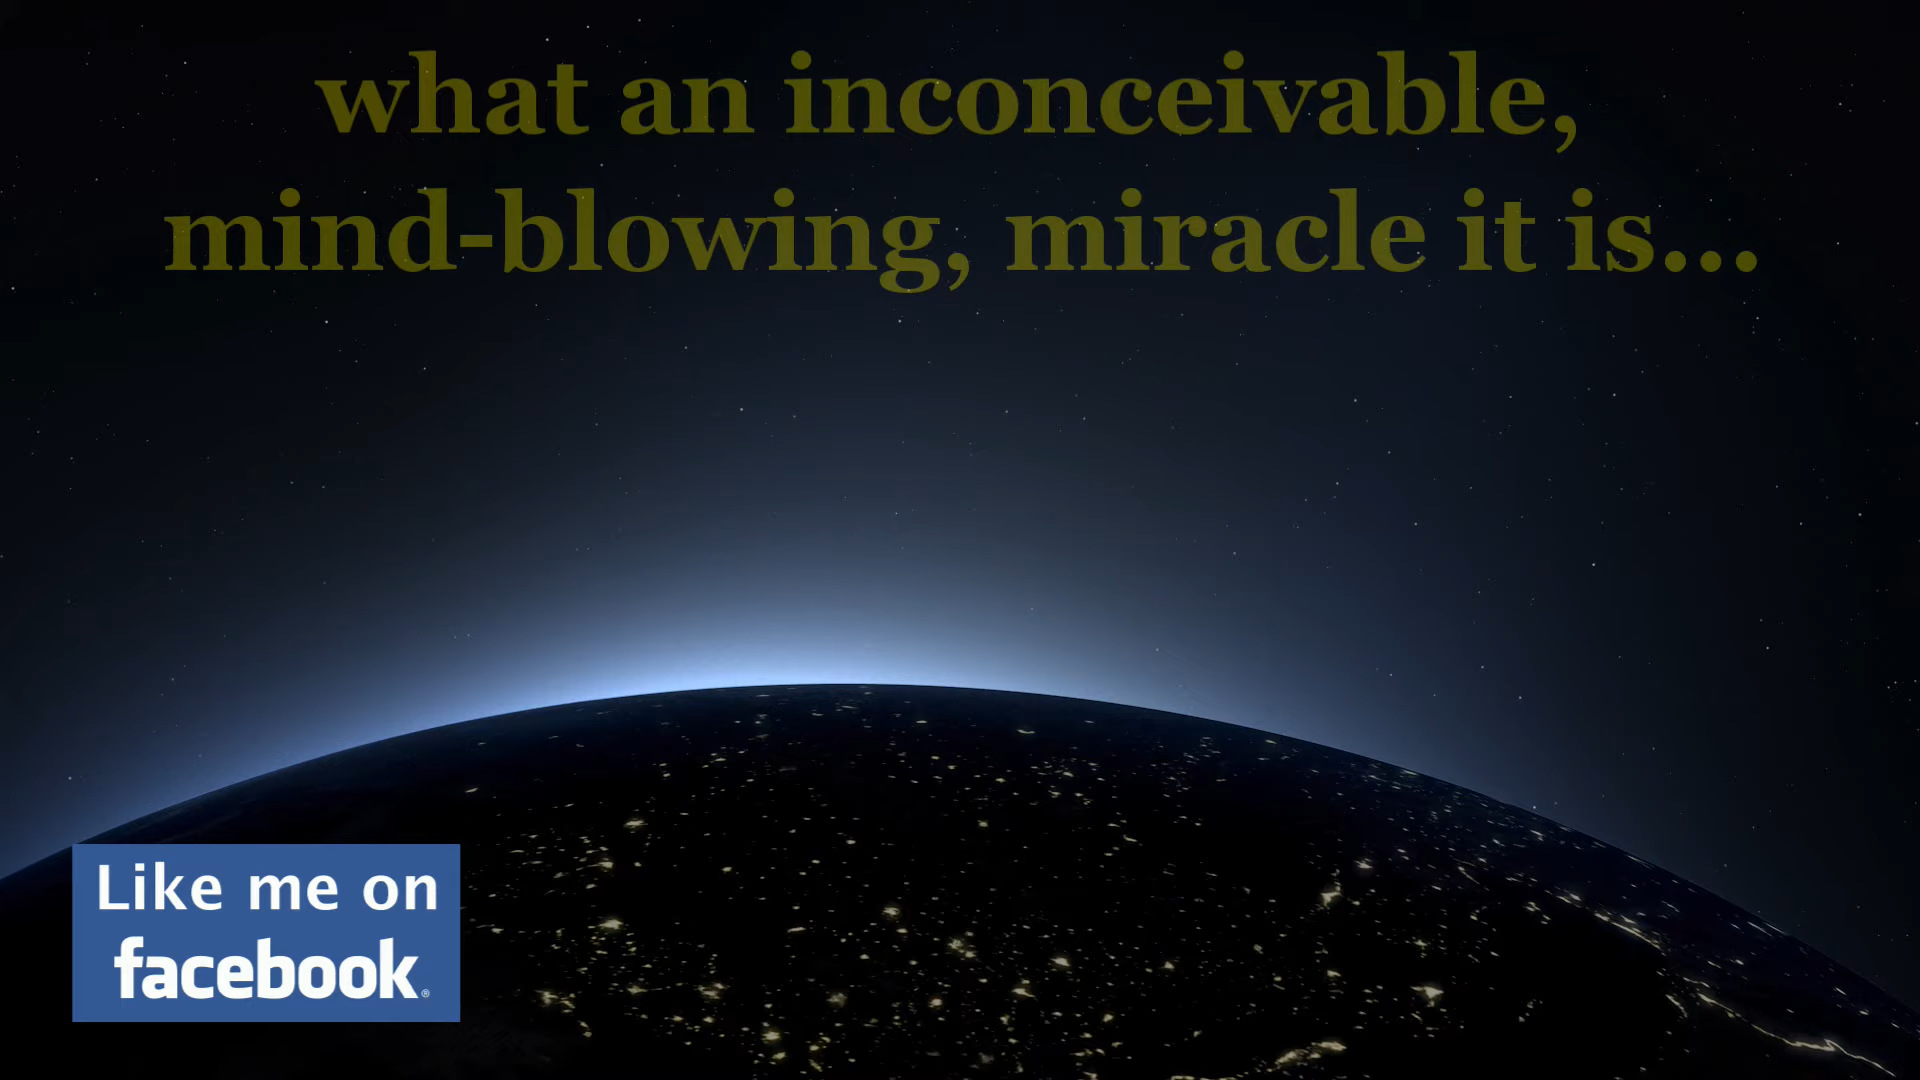 what an inconceivable,
mind-blowing, miracle it is...
Like me on
facebook®